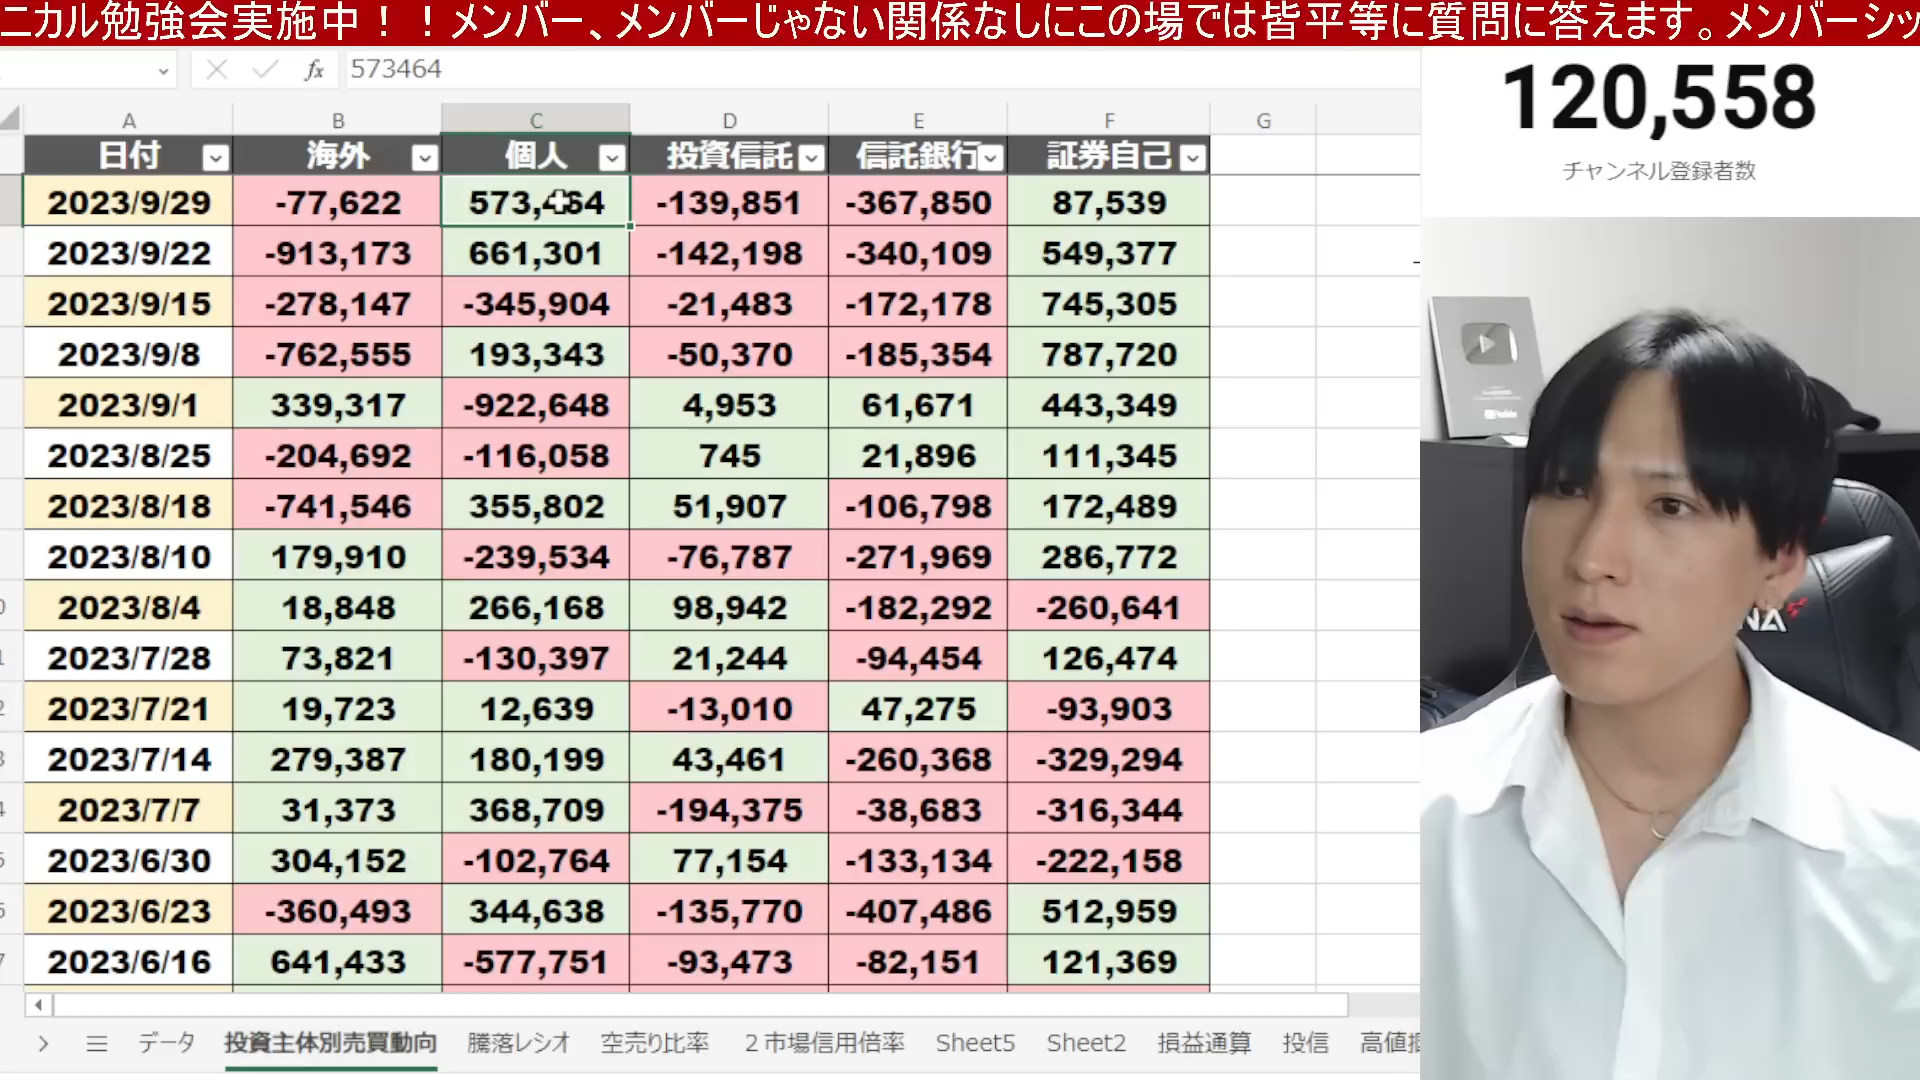 ニカル勉強会実施中！！メンバー、メンバーじゃない関係なしにこの場では皆平等に質問に答えます。メンバーシッ
fx 573464
120,558
チャンネル登録者数
A B C D E F G
日付 海外 個人 投資信託 信託銀行 証券自己
2023/9/29 -77,622 573,464 -139,851 -367,850 87,539
2023/9/22 -913,173 661,301 -142,198 -340,109 549,377
2023/9/15 -278,147 -345,904 -21,483 -172,178 745,305
2023/9/8 -762,555 193,343 -50,370 -185,354 787,720
2023/9/1 339,317 -922,648 4,953 61,671 443,349
2023/8/25 -204,692 -116,058 745 21,896 111,345
2023/8/18 -741,546 355,802 51,907 -106,798 172,489
2023/8/10 179,910 -239,534 -76,787 -271,969 286,772
2023/8/4 18,848 266,168 98,942 -182,292 -260,641
2023/7/28 73,821 -130,397 21,244 -94,454 126,474
2023/7/21 19,723 12,639 -13,010 47,275 -93,903
2023/7/14 279,387 180,199 43,461 -260,368 -329,294
2023/7/7 31,373 368,709 -194,375 -38,683 -316,344
2023/6/30 304,152 -102,764 77,154 -133,134 -222,158
2023/6/23 -360,493 344,638 -135,770 -407,486 512,959
2023/6/16 641,433 -577,751 -93,473 -82,151 121,369
データ 投資主体別売買動向 騰落レシオ 空売り比率 2市場信用倍率 Sheet5 Sheet2 損益通算 投信 高値